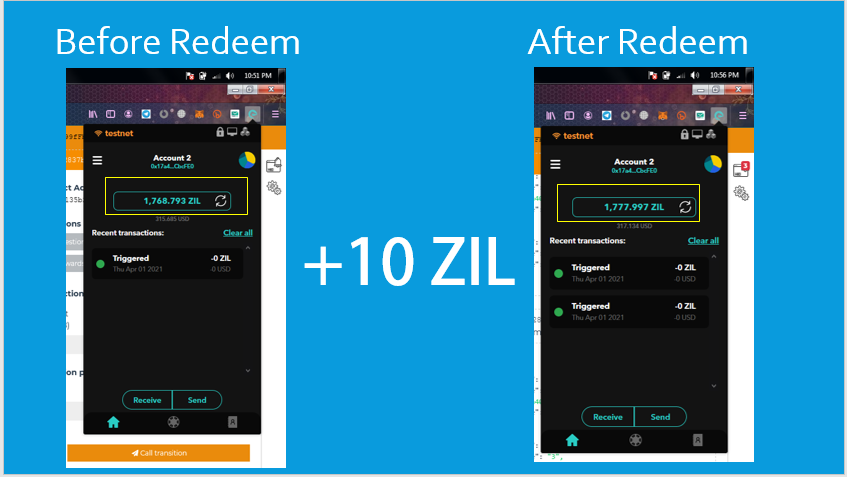 Before Redeem
After Redeem
10:51 PM
testnet
Account 2
0x17a4...CbcFE0
1,768.793 ZIL
315.685 USD
Recent transactions:
Clear all
Triggered
-0 ZIL
Thu Apr 01 2021
-0 USD
Receive
Send
Call transition
+10 ZIL
10:56 PM
testnet
3
Account 2
0x17a4...CbcFE0
1,777.997 ZIL
317.134 USD
Recent transactions:
Clear all
Triggered
-0 ZIL
Thu Apr 01 2021
-0 USD
Triggered
-0 ZIL
Thu Apr 01 2021
-0 USD
Receive
Send
: "3",